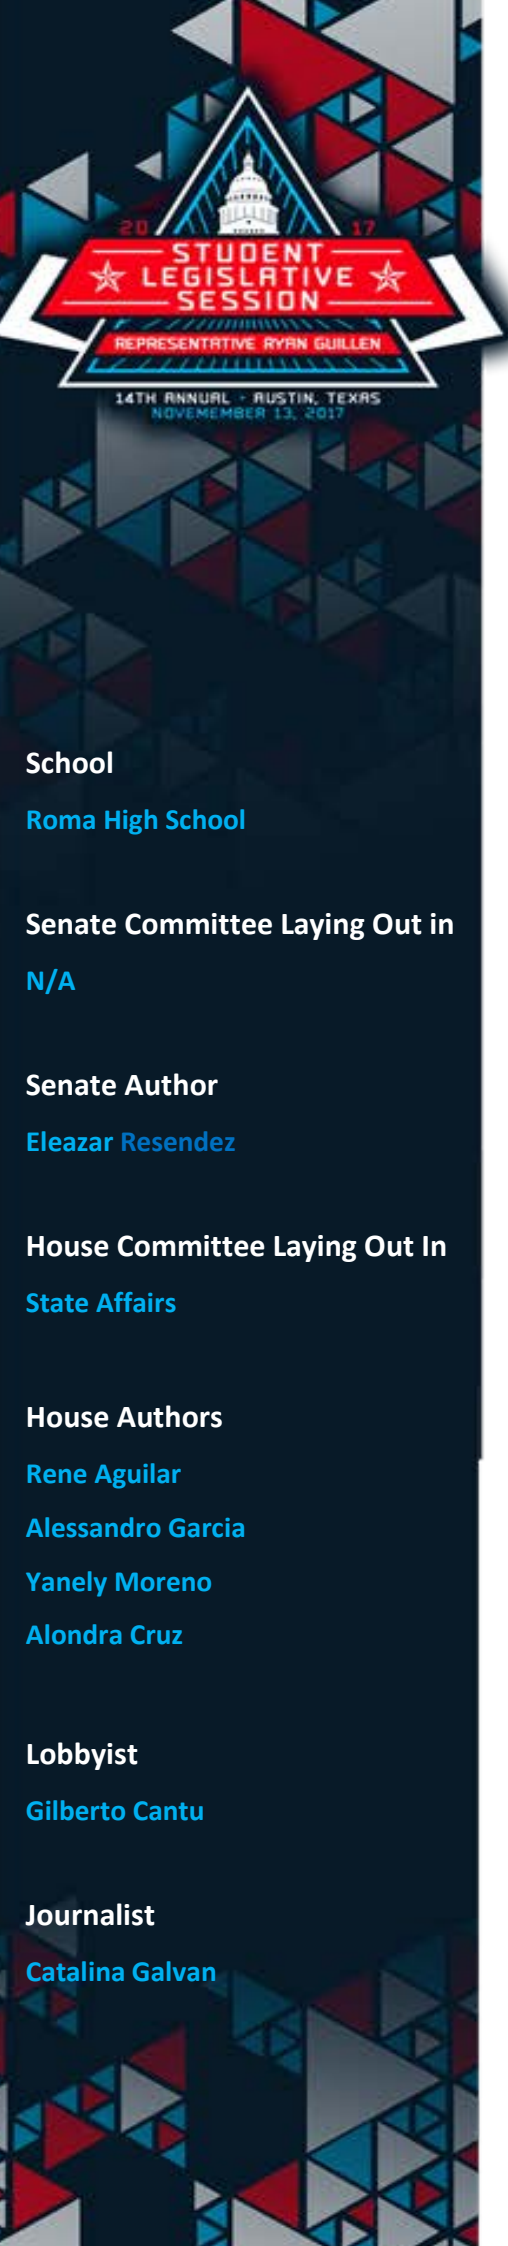 20 17
STUDENT
LEGISLATIVE
SESSION
REPRESENTATIVE RYAN GUILLEN
14TH ANNUAL - AUSTIN, TEXAS
NOVEMEMBER 13, 2017
School
Roma High School
Senate Committee Laying Out in
N/A
Senate Author
Eleazar Resendez
House Committee Laying Out In
State Affairs
House Authors
Rene Aguilar
Alessandro Garcia
Yanely Moreno
Alondra Cruz
Lobbyist
Gilberto Cantu
Journalist
Catalina Galvan